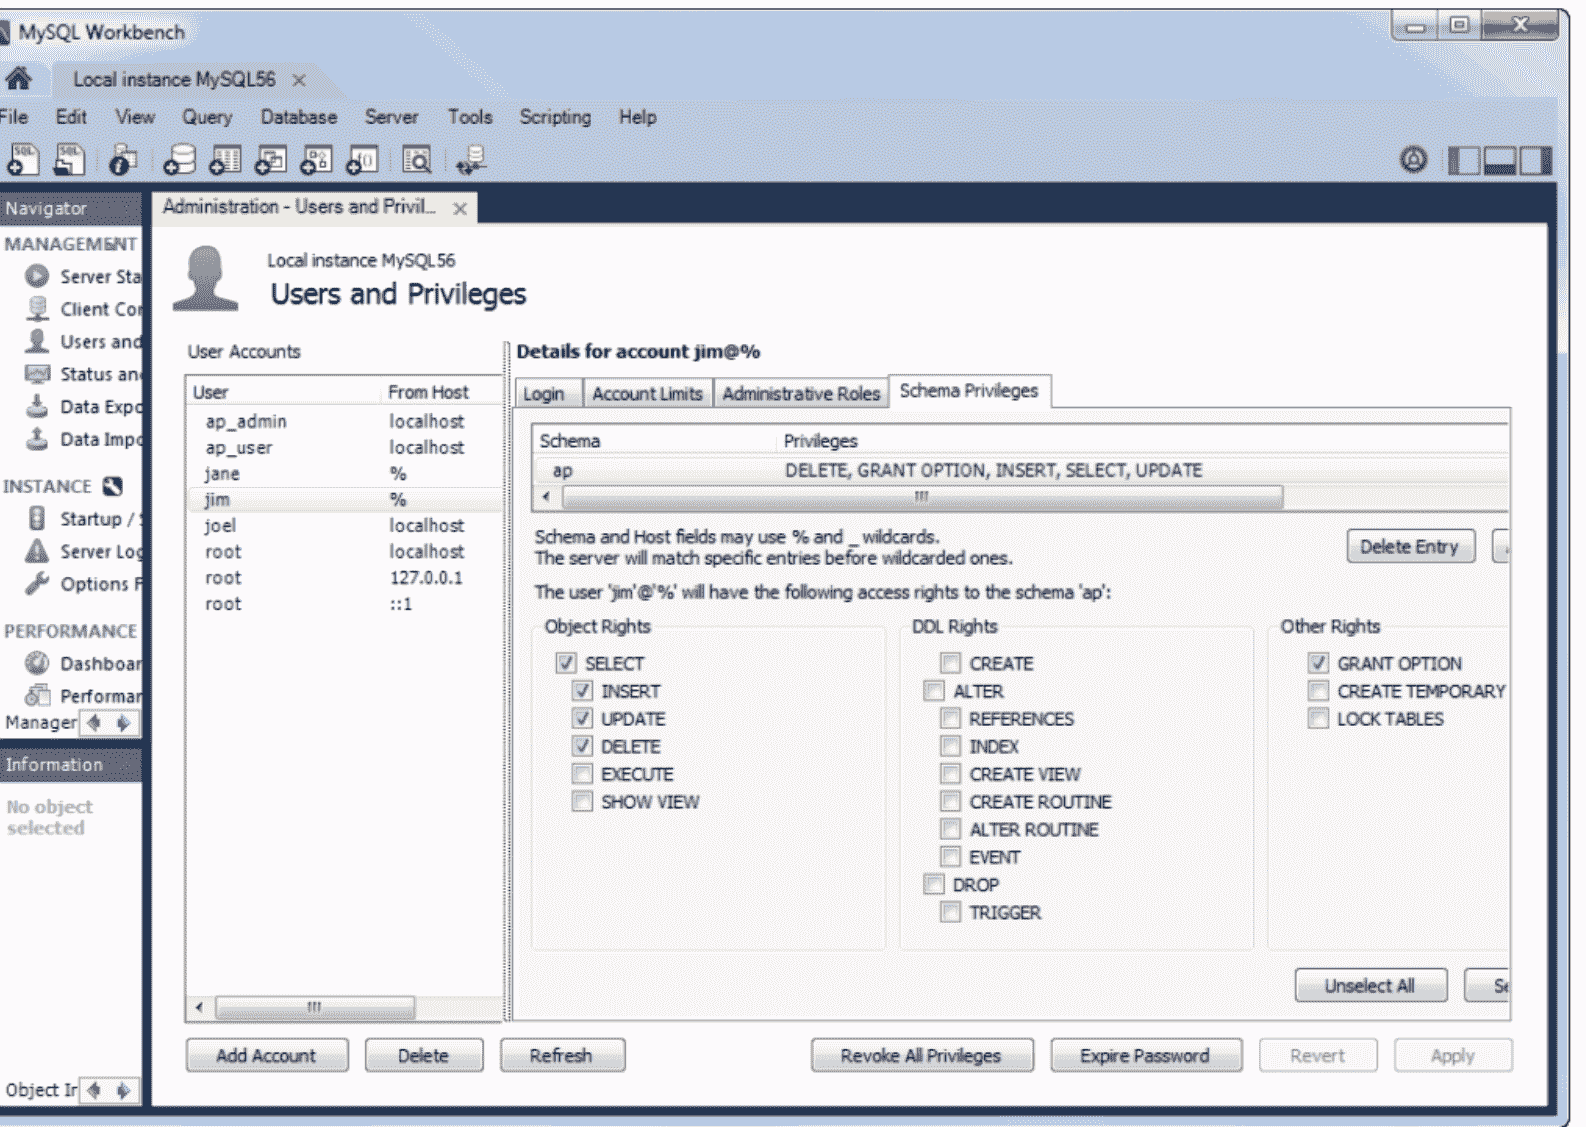 MySQL Workbench
Local instance MySQL56
File Edit View Query Database Server Tools Scripting Help
Navigator
MANAGEMENT
Server Sta
Client Con
Users and
Status and
Data Expo
Data Impo
INSTANCE
Startup / S
Server Log
Options F
PERFORMANCE
Dashboar
Performar
Manager
Information
No object
selected
Object Ir
Administration - Users and Privil...
Local instance MySQL56
Users and Privileges
User Accounts
User From Host
ap_admin localhost
ap_user localhost
jane %
jim %
joel localhost
root localhost
root 127.0.0.1
root ::1
Details for account jim@%
Login Account Limits Administrative Roles Schema Privileges
Schema Privileges
ap DELETE, GRANT OPTION, INSERT, SELECT, UPDATE
Schema and Host fields may use % and _ wildcards.
The server will match specific entries before wildcarded ones.
Delete Entry
The user 'jim'@'%' will have the following access rights to the schema 'ap':
Object Rights
SELECT
INSERT
UPDATE
DELETE
EXECUTE
SHOW VIEW
DDL Rights
CREATE
ALTER
REFERENCES
INDEX
CREATE VIEW
CREATE ROUTINE
ALTER ROUTINE
EVENT
DROP
TRIGGER
Other Rights
GRANT OPTION
CREATE TEMPORARY
LOCK TABLES
Unselect All Se
Add Account Delete Refresh Revoke All Privileges Expire Password Revert Apply